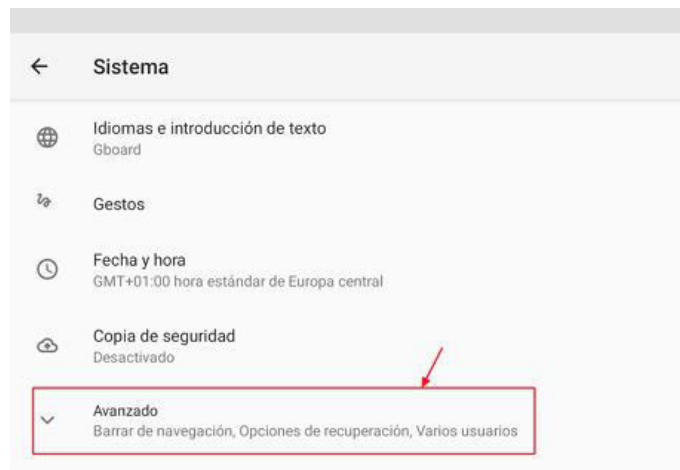 Sistema
Idiomas e introducción de texto
Gboard
Gestos
Fecha y hora
GMT+01:00 hora estándar de Europa central
Copia de seguridad
Desactivado
Avanzado
Barrar de navegación, Opciones de recuperación, Varios usuarios